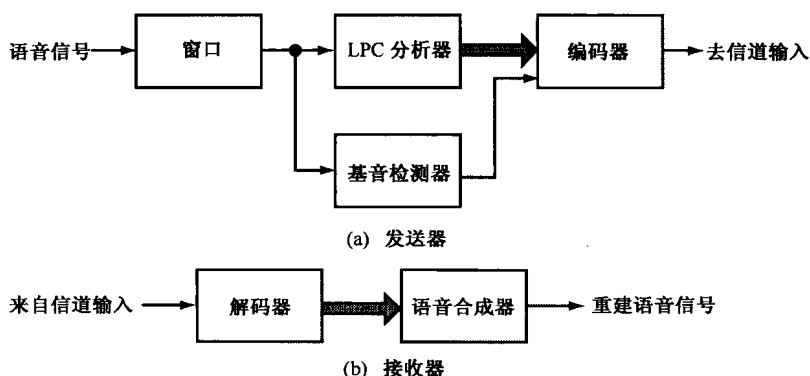 语音信号
窗口
LPC 分析器
编码器
去信道输入
基音检测器
(a) 发送器
来自信道输入
解码器
语音合成器
重建语音信号
(b) 接收器